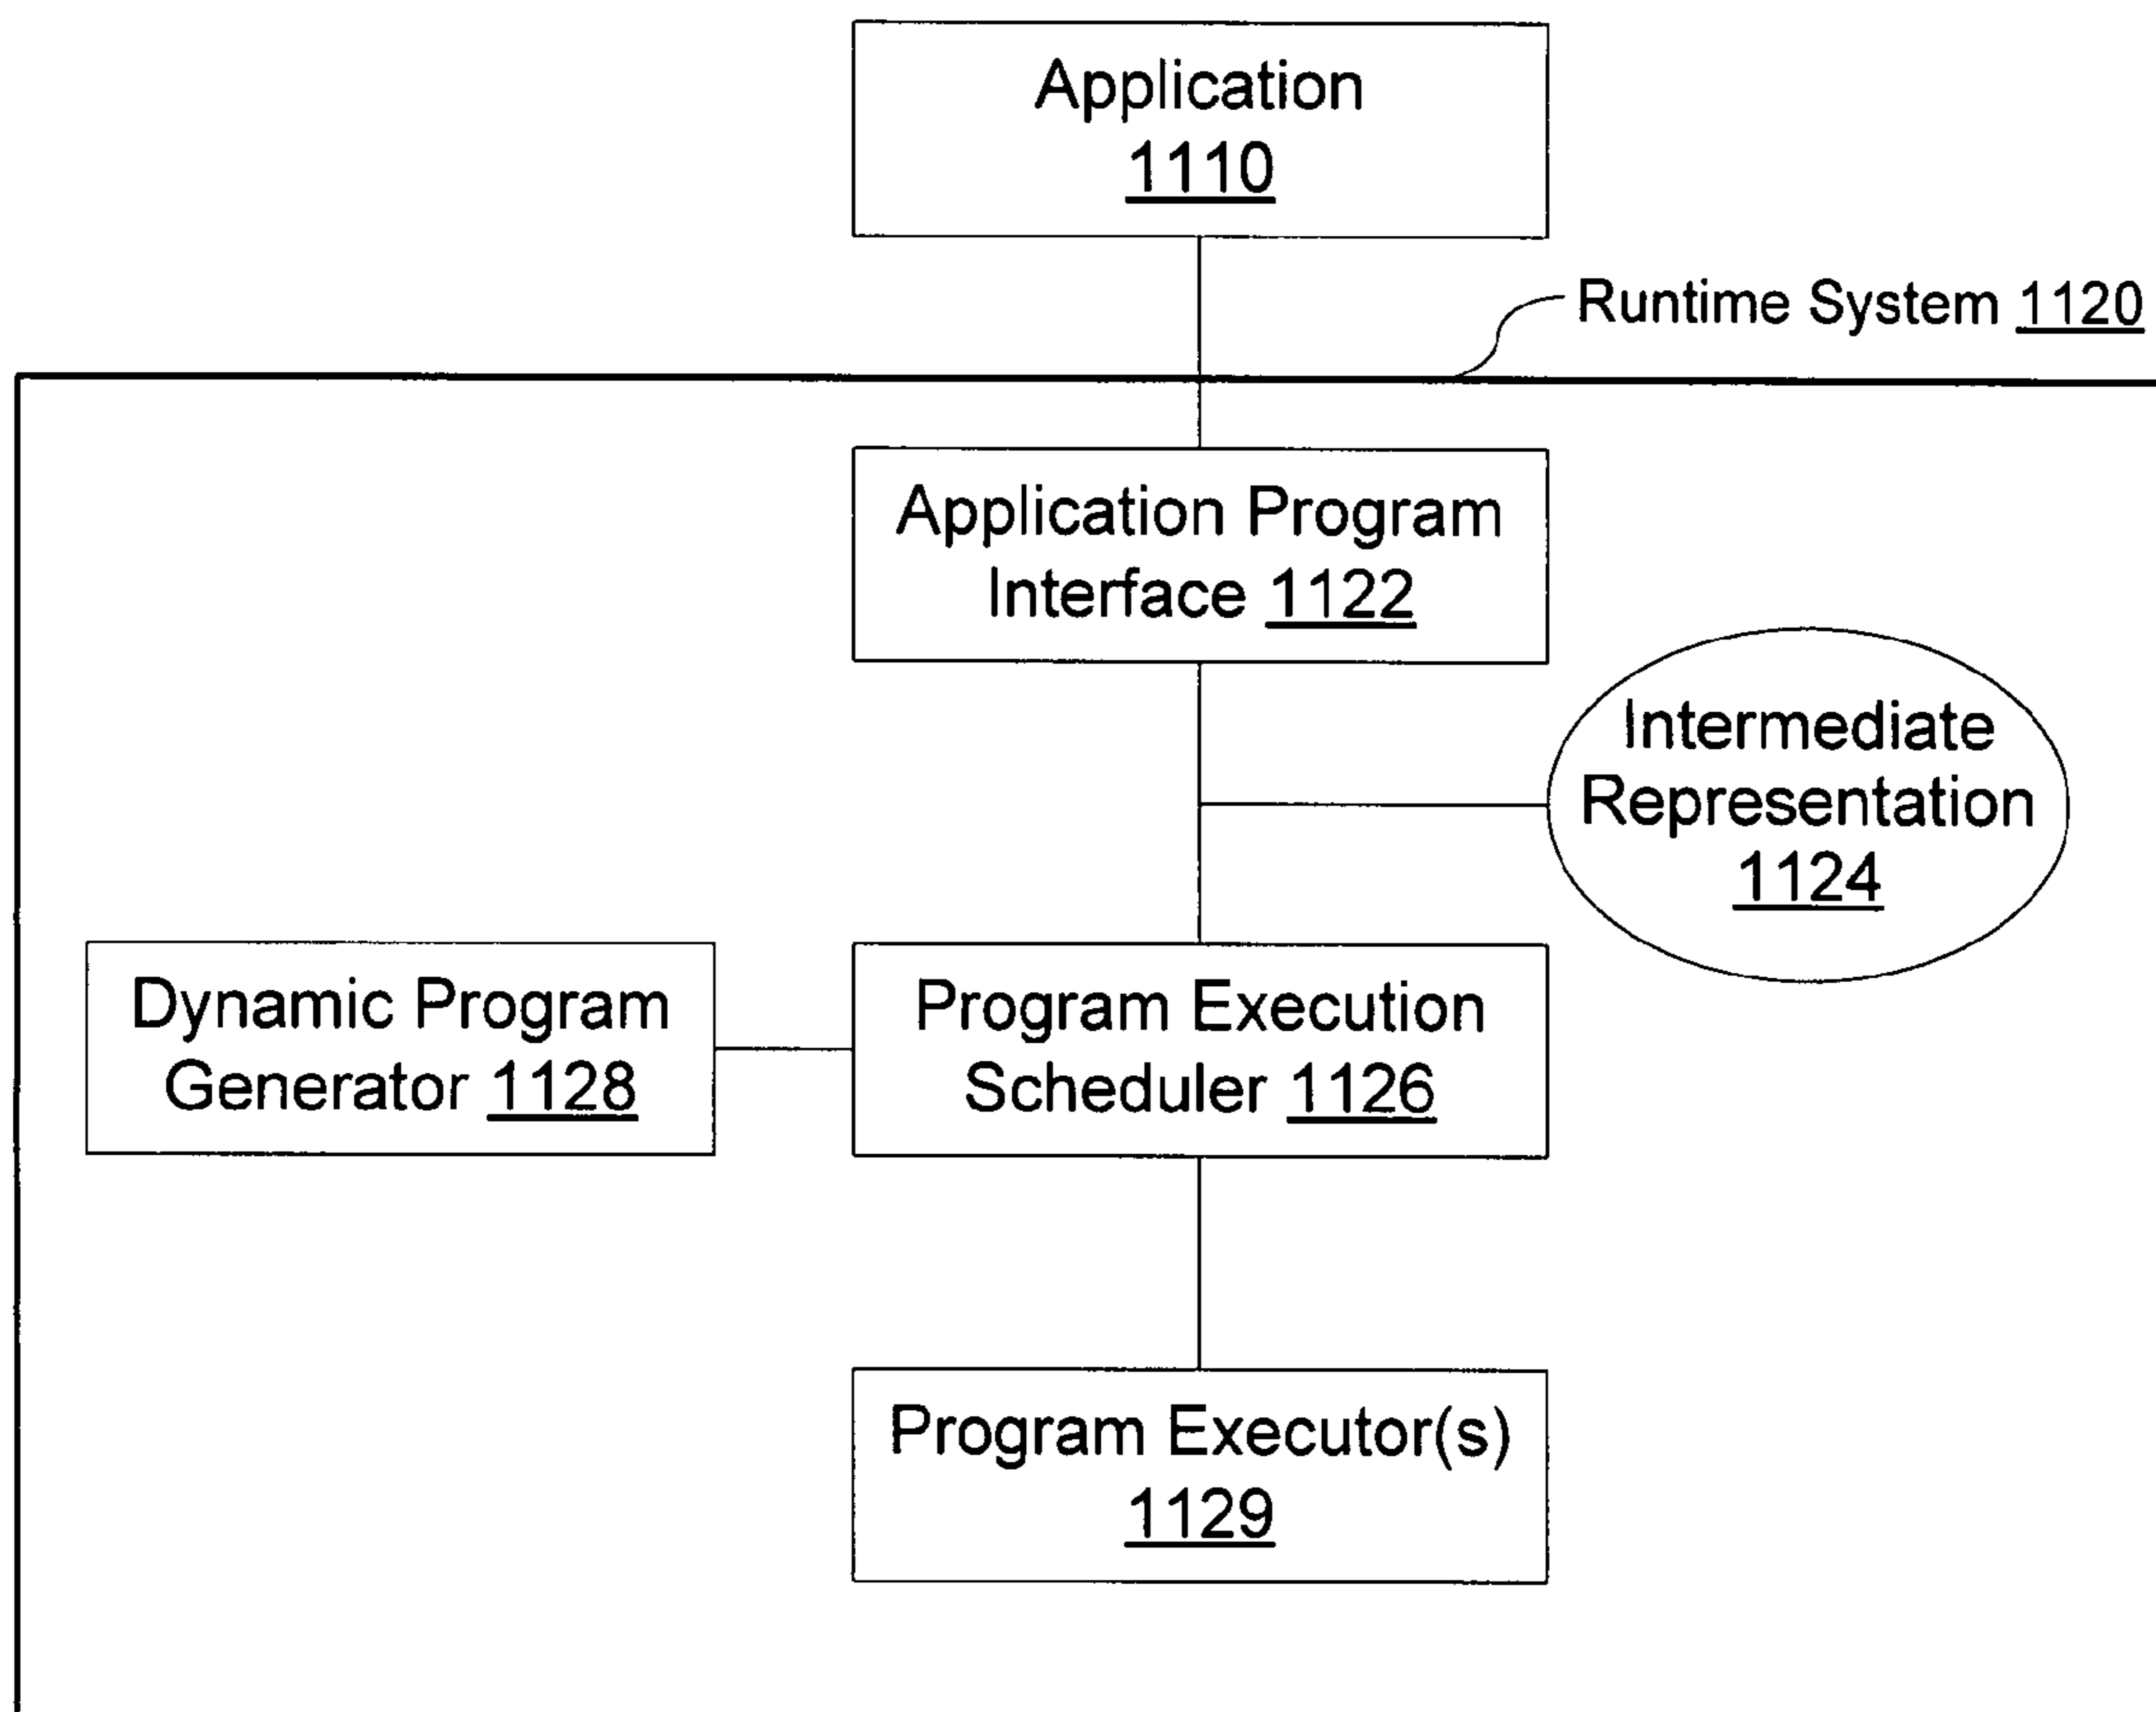 Application
1110
Runtime System 1120
Application Program
Interface 1122
Intermediate
Representation
1124
Dynamic Program
Generator 1128
Program Execution
Scheduler 1126
Program Executor(s)
1129